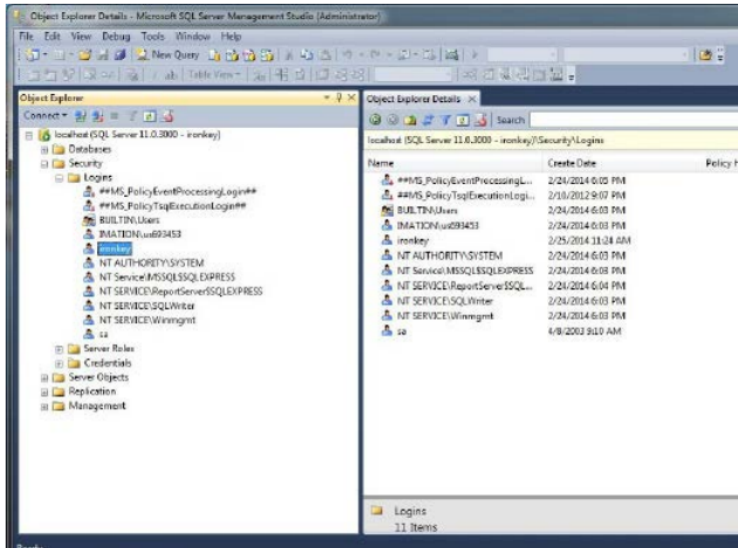 Object Explorer Details - Microsoft SQL Server Management Studio (Administrator)
File Edit View Debug Tools Window Help
New Query
Table View
Object Explorer
Connect
localhost (SQL Server 11.0.3000 - ironkey)
Databases
Security
Logins
##MS_PolicyEventProcessingLogin##
##MS_PolicyTsqlExecutionLogin##
BUILTIN\Users
IMATION\us693453
ironkey
NT AUTHORITY\SYSTEM
NT Service\MSSQL$SQLEXPRESS
NT SERVICE\ReportServer$SQLEXPRESS
NT SERVICE\SQLWriter
NT SERVICE\Winmgmt
sa
Server Roles
Credentials
Server Objects
Replication
Management
Object Explorer Details
Search
localhost (SQL Server 11.0.3000 - ironkey)\Security\Logins
Name Create Date Policy H
##MS_PolicyEventProcessingL... 2/24/2014 6:05 PM
##MS_PolicyTsqlExecutionLogi... 2/10/2012 9:07 PM
BUILTIN\Users 2/24/2014 6:03 PM
IMATION\us693453 2/24/2014 6:03 PM
ironkey 2/25/2014 11:24 AM
NT AUTHORITY\SYSTEM 2/24/2014 6:03 PM
NT Service\MSSQL$SQLEXPRESS 2/24/2014 6:03 PM
NT SERVICE\ReportServer$SQL... 2/24/2014 6:04 PM
NT SERVICE\SQLWriter 2/24/2014 6:03 PM
NT SERVICE\Winmgmt 2/24/2014 6:03 PM
sa 4/8/2003 9:10 AM
Logins
11 Items
Ready